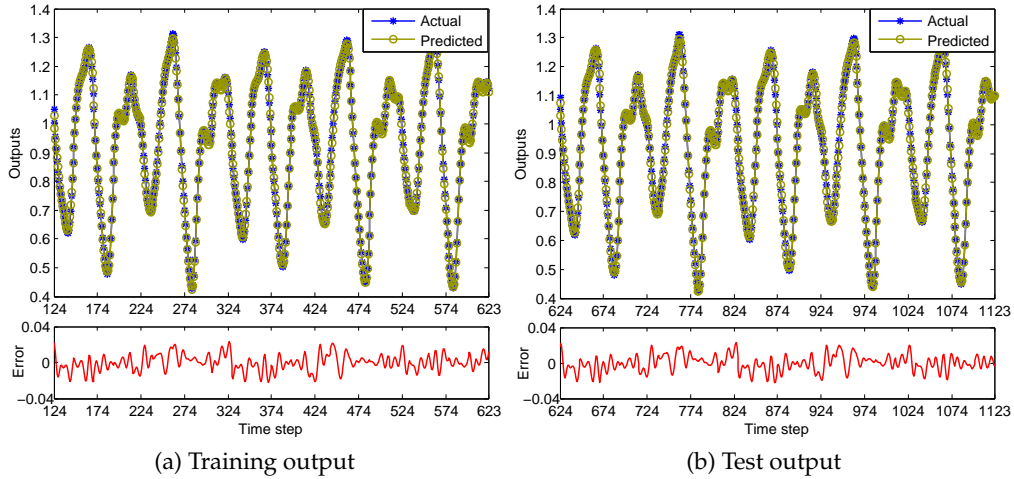 1.4
1.3
1.2
1.1
1
0.9
0.8
0.7
0.6
0.5
0.4
Outputs
Actual
Predicted
124 174 224 274 324 374 424 474 524 574 623
0.04
0
−0.04
Error
124 174 224 274 324 374 424 474 524 574 623
Time step
(a) Training output
1.4
1.3
1.2
1.1
1
0.9
0.8
0.7
0.6
0.5
0.4
Outputs
Actual
Predicted
624 674 724 774 824 874 924 974 1024 1074 1123
0.04
0
−0.04
Error
624 674 724 774 824 874 924 974 1024 1074 1123
Time step
(b) Test output